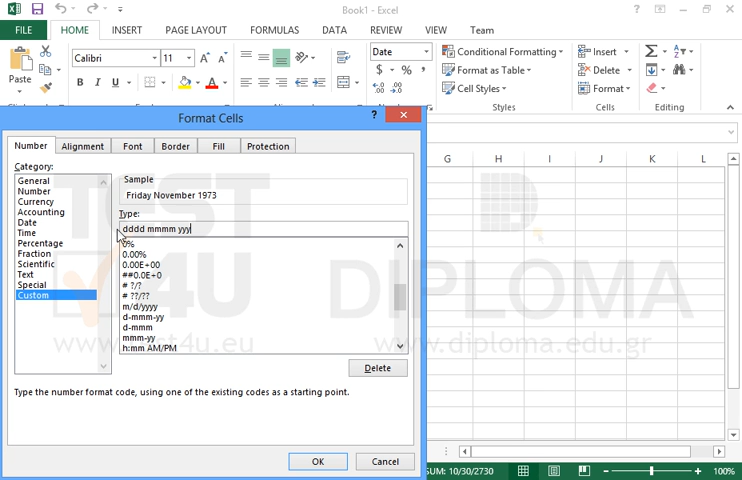 Book1 - Excel
FILE HOME INSERT PAGE LAYOUT FORMULAS DATA REVIEW VIEW Team
Calibri 11 A A Date Conditional Formatting Insert Σ
Paste B I U A $ % , Format as Table Delete
Cell Styles Format
Styles Cells Editing
Format Cells ? ×
Number Alignment Font Border Fill Protection
Category:
General
Number
Currency
Accounting
Date
Time
Percentage
Fraction
Scientific
Text
Special
Custom
Sample
Friday November 1973
Type:
dddd mmmm yyy
0%
0.00%
0.00E+00
##0.0E+0
# ?/?
# ??/??
m/d/yyyy
d-mmm-yy
d-mmm
mmm-yy
h:mm AM/PM
Delete
Type the number format code, using one of the existing codes as a starting point.
OK Cancel
G H I J K L
TEST
4U DIPLOMA
www.test4u.eu www.diploma.edu.gr
SUM: 10/30/2730 100%